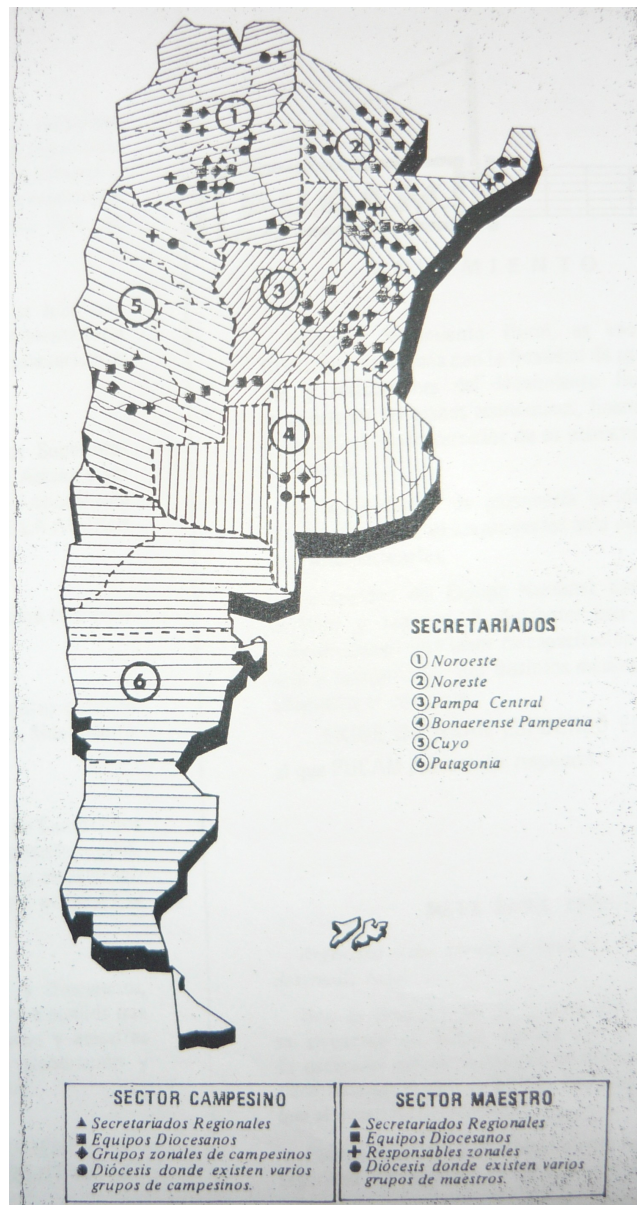 1
2
3
5
4
6
SECRETARIADOS
1 Noroeste
2 Noreste
3 Pampa Central
4 Bonaerense Pampeana
5 Cuyo
6 Patagonia
SECTOR CAMPESINO
Secretariados Regionales
Equipos Diocesanos
Grupos zonales de campesinos
Diócesis donde existen varios
grupos de campesinos.
SECTOR MAESTRO
Secretariados Regionales
Equipos Diocesanos
Responsables zonales
Diócesis donde existen varios
grupos de maestros.